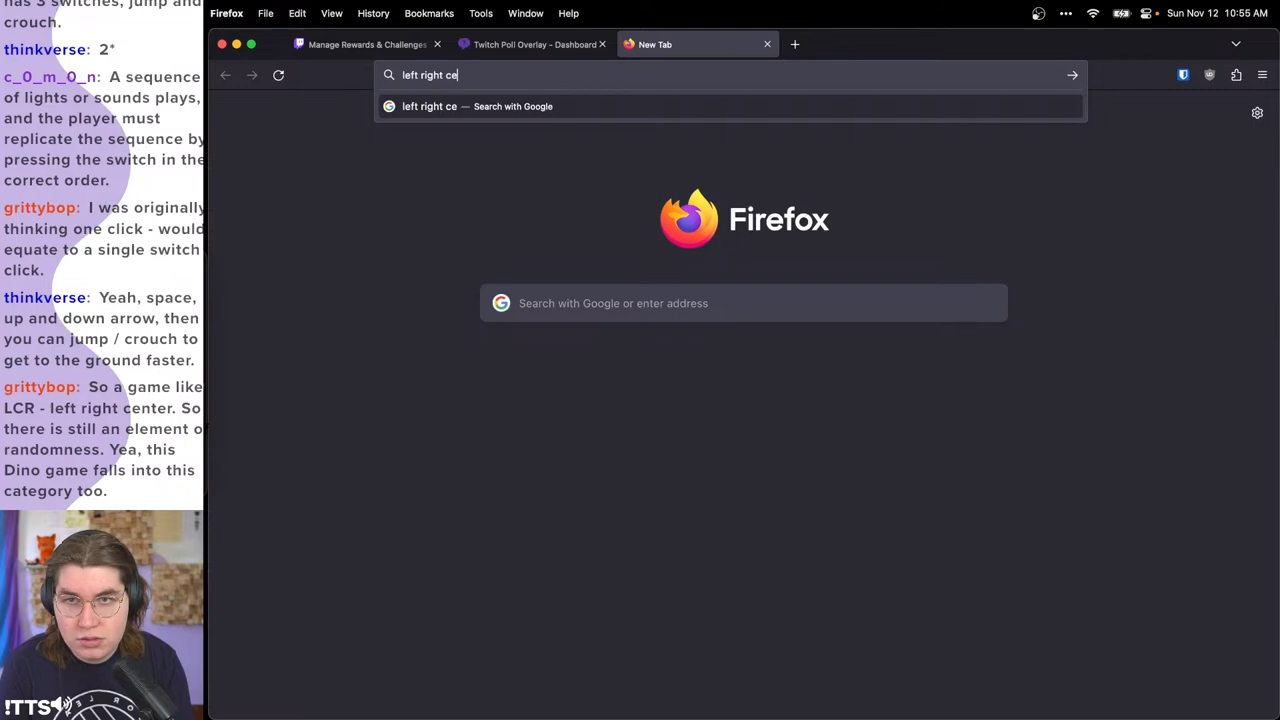 has 3 switches, jump and
crouch.
thinkverse: 2*
c_0_m_0_n: A sequence
of lights or sounds plays,
and the player must
replicate the sequence by
pressing the switch in the
correct order.
grittybop: I was originally
thinking one click - would
equate to a single switch
click.
thinkverse: Yeah, space,
up and down arrow, then
you can jump / crouch to
get to the ground faster.
grittybop: So a game like
LCR - left right center. So
there is still an element o
randomness. Yea, this
Dino game falls into this
category too.
!TTS
Firefox File Edit View History Bookmarks Tools Window Help
Sun Nov 12 10:55 AM
Manage Rewards & Challenges
Twitch Poll Overlay - Dashboard
New Tab
left right ce
left right ce — Search with Google
Firefox
Search with Google or enter address